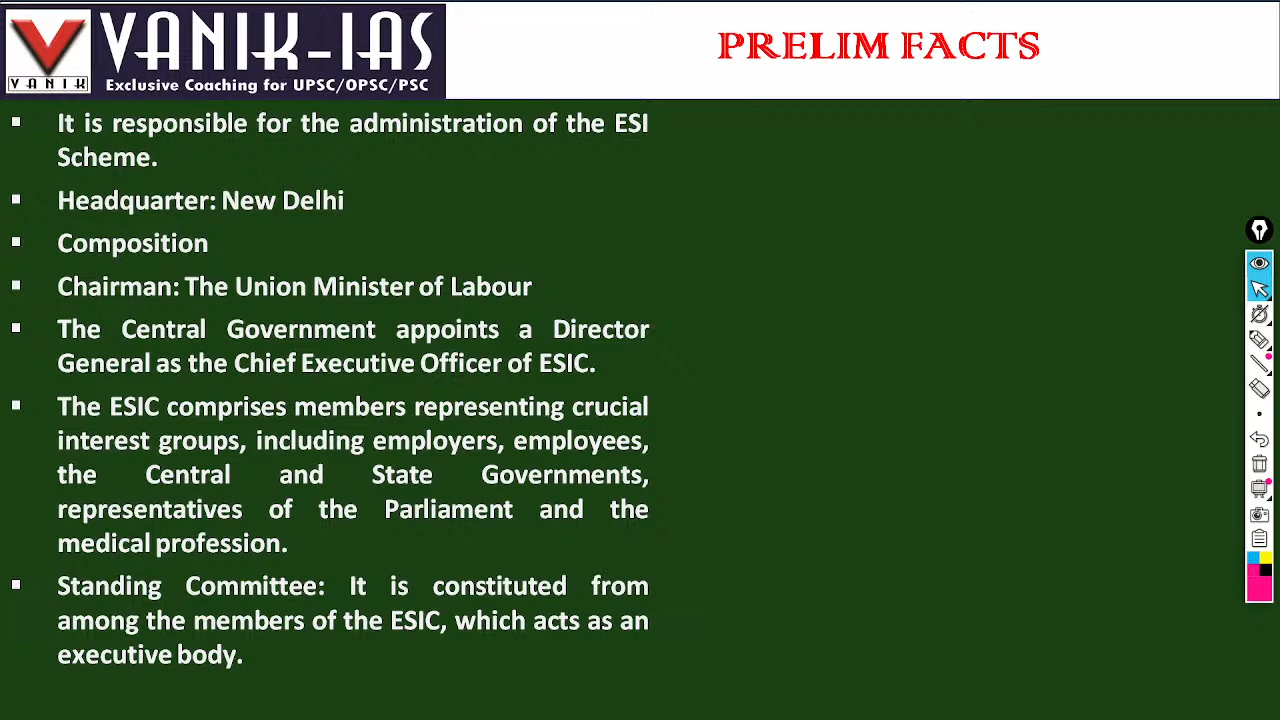 VANIK-IAS
VANIK
Exclusive Coaching for UPSC/OPSC/PSC
PRELIM FACTS
▪ It is responsible for the administration of the ESI
Scheme.
▪ Headquarter: New Delhi
▪ Composition
▪ Chairman: The Union Minister of Labour
▪ The Central Government appoints a Director
General as the Chief Executive Officer of ESIC.
▪ The ESIC comprises members representing crucial
interest groups, including employers, employees,
the Central and State Governments,
representatives of the Parliament and the
medical profession.
▪ Standing Committee: It is constituted from
among the members of the ESIC, which acts as an
executive body.